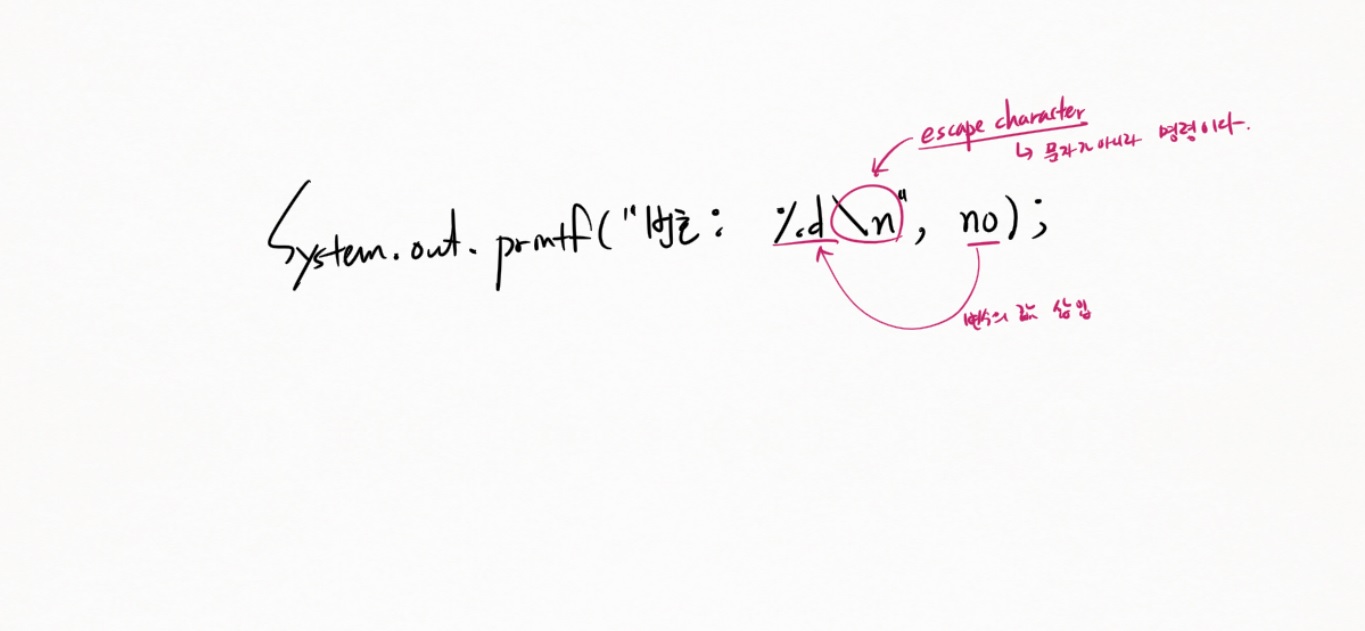 escape character
↳ 문자가 아니라 명령이다.
System.out.printf("번호: %d\n", no);
변수의 값 삽입